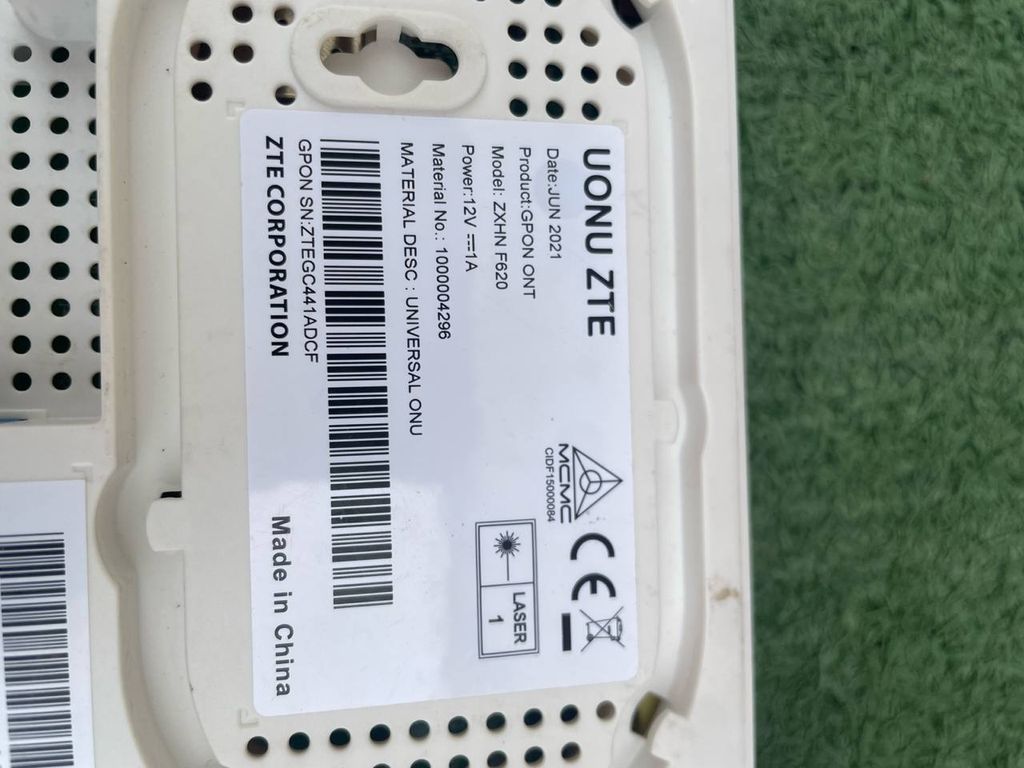 UONU ZTE
Date:JUN 2021
Product:GPON ONT
Model: ZXHN F620
Power:12V ⎓1A
Material No.: 1000004296
MATERIAL DESC : UNIVERSAL ONU
GPON SN:ZTEGC441ADCF
ZTE CORPORATION
MCMC
CIDF15000084
CE
LASER
1
Made in China